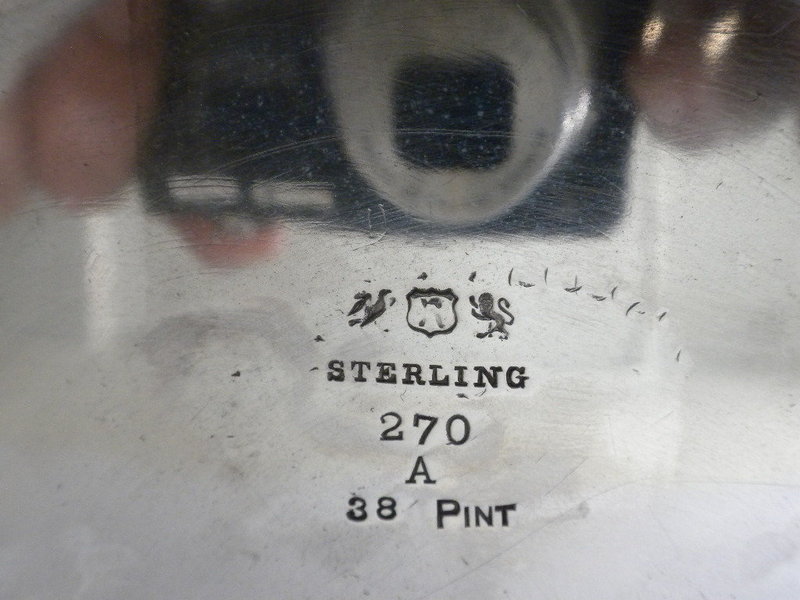 STERLING
270
A
38 PINT